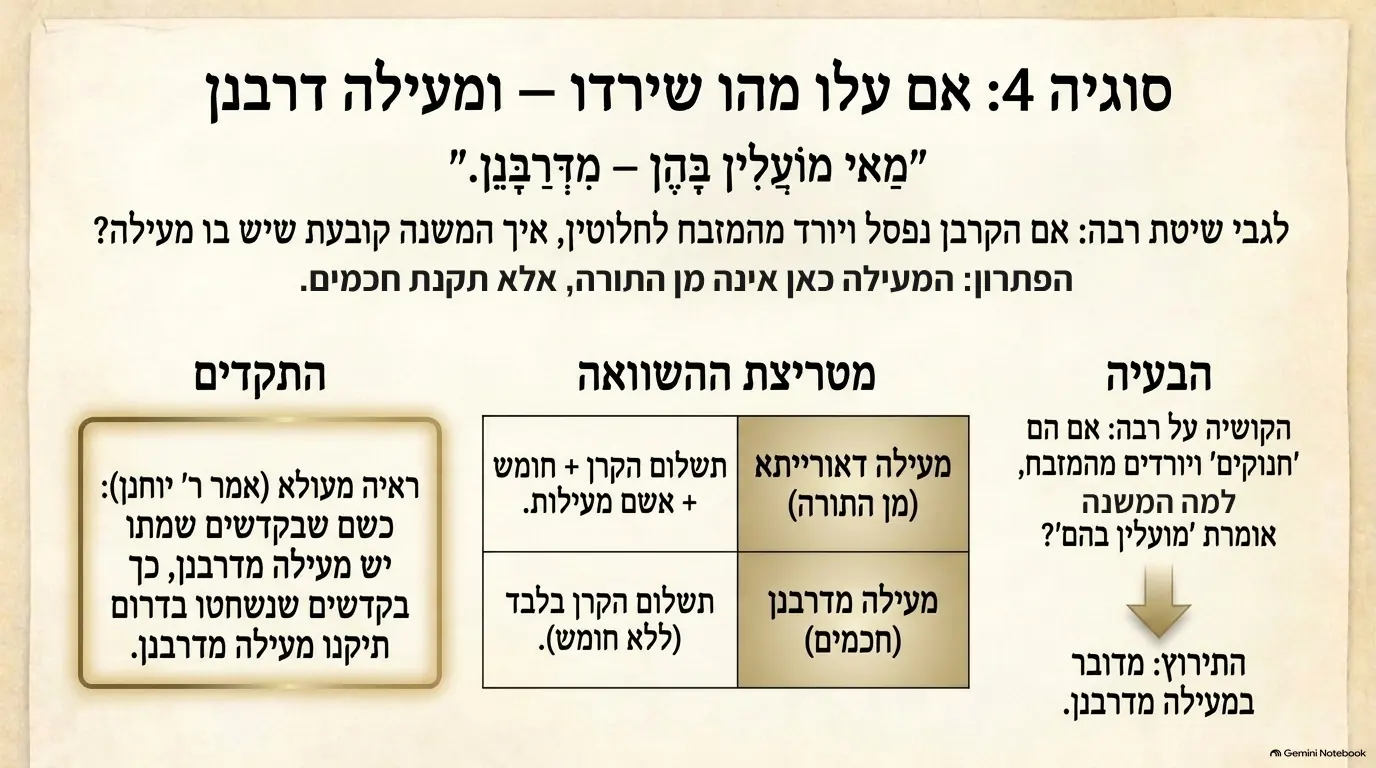 סוגיה 4: אם עלו מהו שירדו – ומעילה דרבנן
"מַאי מוֹעֲלִין בָּהֶן – מִדְּרַבָּנֵן."
לגבי שיטת רבה: אם הקרבן נפסל ויורד מהמזבח לחלוטין, איך המשנה קובעת שיש בו מעילה?
הפתרון: המעילה כאן אינה מן התורה, אלא תקנת חכמים.
הבעיה
הקושיה על רבה: אם הם
'חנוקים' ויורדים מהמזבח,
למה המשנה
אומרת 'מועלין בהם'?
התירוץ: מדובר
במעילה מדרבנן.
מטריצת ההשוואה
מעילה דאורייתא
(מן התורה)
תשלום הקרן + חומש
+ אשם מעילות.
מעילה מדרבנן
(חכמים)
תשלום הקרן בלבד
(ללא חומש).
התקדים
ראיה מעולא (אמר ר' יוחנן):
כשם שבקדשים שמתו
יש מעילה מדרבנן, כך
בקדשים שנשחטו בדרום
תיקנו מעילה מדרבנן.
Gemini Notebook